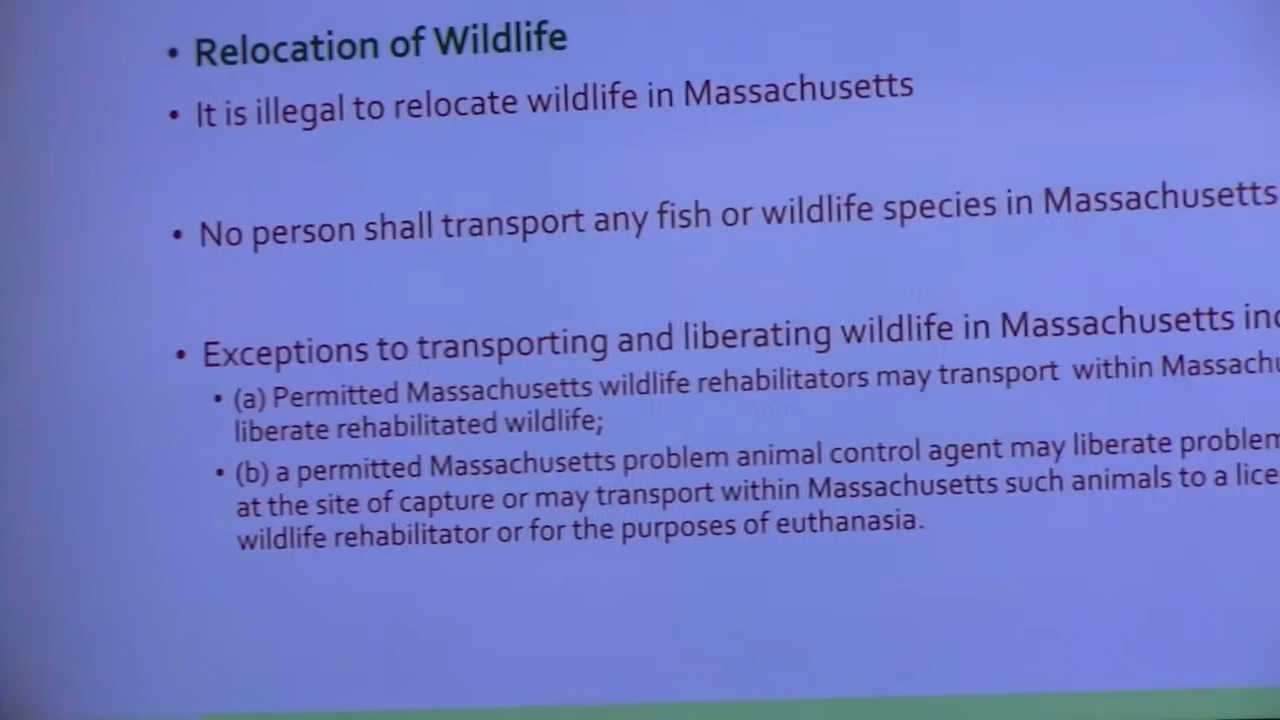 • Relocation of Wildlife
• It is illegal to relocate wildlife in Massachusetts
• No person shall transport any fish or wildlife species in Massachusetts
• Exceptions to transporting and liberating wildlife in Massachusetts
• (a) Permitted Massachusetts wildlife rehabilitators may transport within
liberate rehabilitated wildlife;
• (b) a permitted Massachusetts problem animal control agent may liberate
at the site of capture or may transport within Massachusetts such animals to a
wildlife rehabilitator or for the purposes of euthanasia.